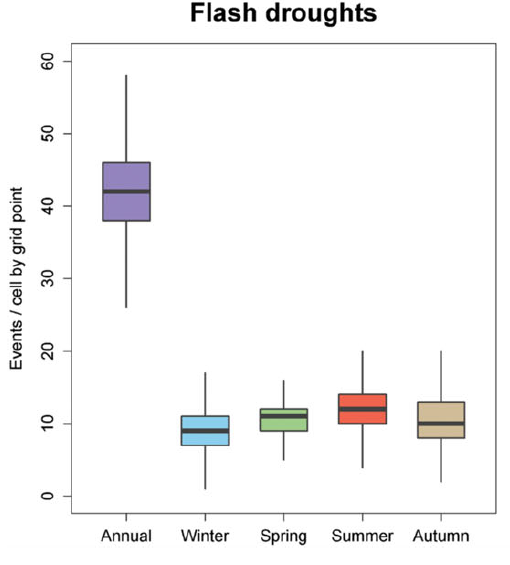 Flash droughts
Events / cell by grid point
60
50
40
30
20
10
0
Annual
Winter
Spring
Summer
Autumn